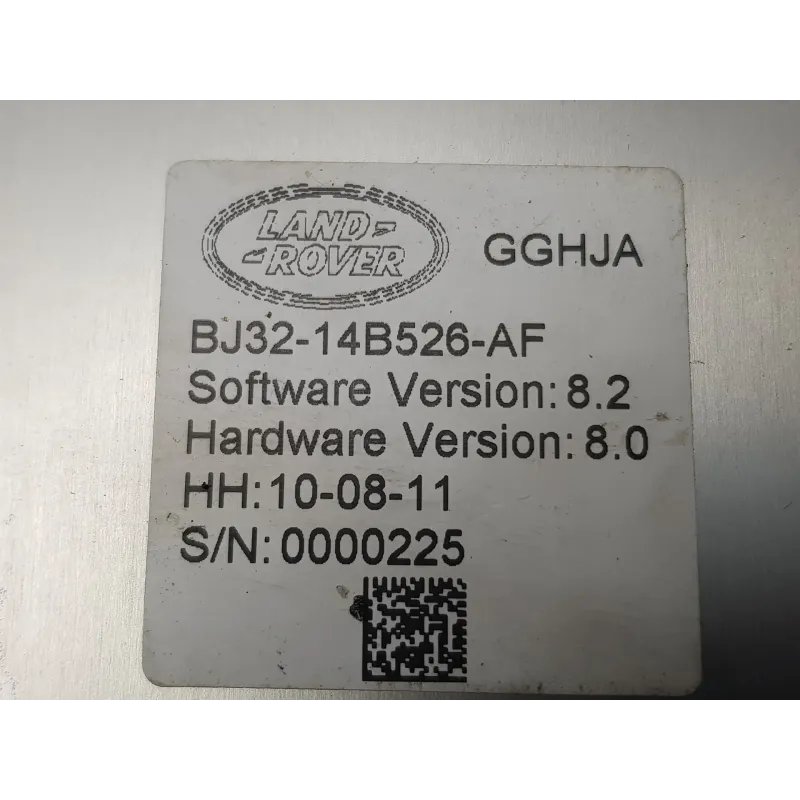 LAND-
-ROVER
GGHJA
BJ32-14B526-AF
Software Version: 8.2
Hardware Version: 8.0
HH:10-08-11
S/N: 0000225